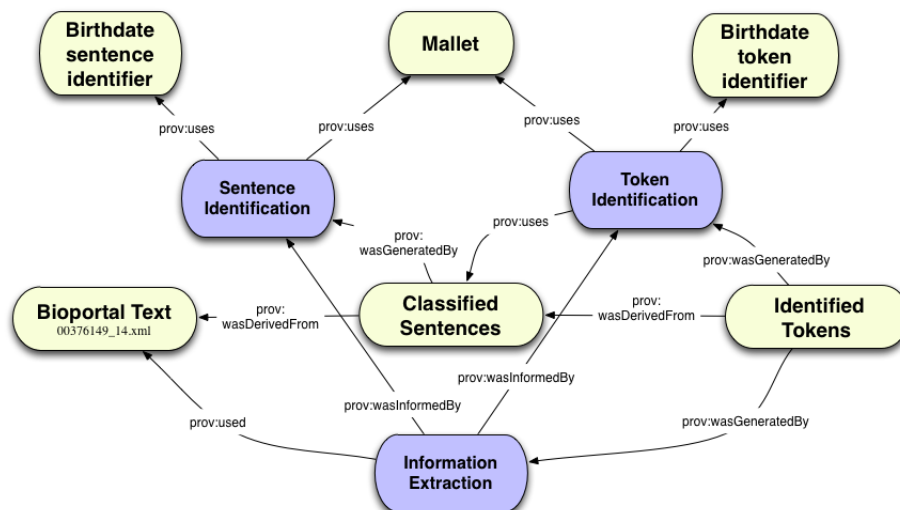 Birthdate
sentence
identifier
Mallet
Birthdate
token
identifier
prov:uses
prov:uses
prov:uses
prov:uses
Sentence
Identification
Token
Identification
prov:
wasGeneratedBy
prov:uses
prov:wasGeneratedBy
Bioportal Text
00376149_14.xml
prov:
wasDerivedFrom
Classified
Sentences
prov:
wasDerivedFrom
Identified
Tokens
prov:wasInformedBy
prov:wasInformedBy
prov:used
prov:wasGeneratedBy
Information
Extraction